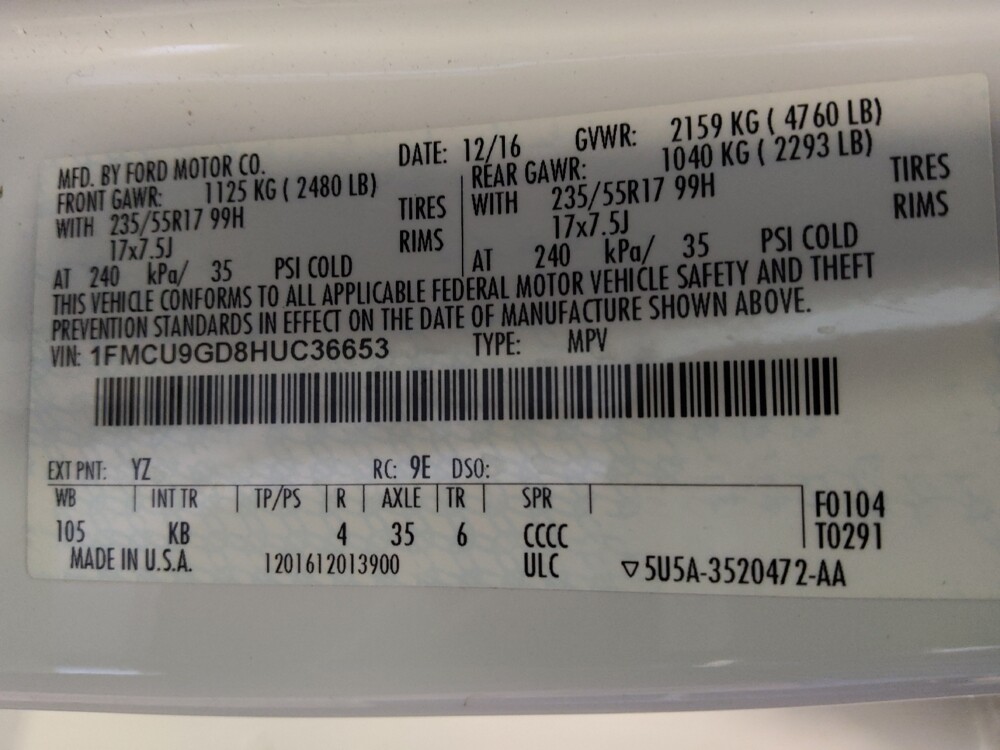 MFD. BY FORD MOTOR CO. DATE: 12/16 GVWR: 2159 KG ( 4760 LB)
FRONT GAWR: 1125 KG ( 2480 LB) REAR GAWR: 1040 KG ( 2293 LB)
WITH 235/55R17 99H TIRES WITH 235/55R17 99H TIRES
17x7.5J RIMS 17x7.5J RIMS
AT 240 kPa/ 35 PSI COLD AT 240 kPa/ 35 PSI COLD
THIS VEHICLE CONFORMS TO ALL APPLICABLE FEDERAL MOTOR VEHICLE SAFETY AND THEFT
PREVENTION STANDARDS IN EFFECT ON THE DATE OF MANUFACTURE SHOWN ABOVE.
VIN: 1FMCU9GD8HUC36653 TYPE: MPV
EXT PNT: YZ RC: 9E DSO:
WB INT TR TP/PS R AXLE TR SPR F0104
105 KB 4 35 6 CCCC T0291
MADE IN U.S.A. 1201612013900 ULC ▽5U5A-3520472-AA